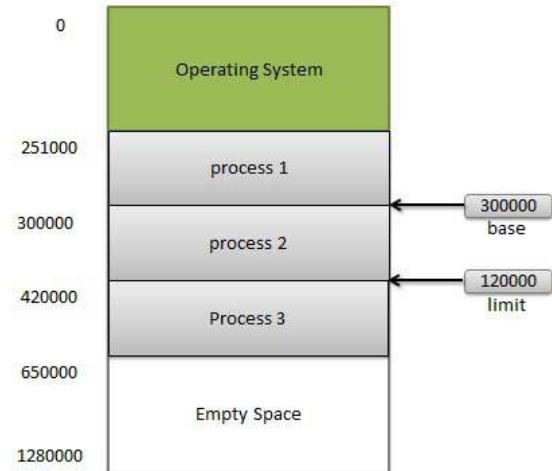 0
Operating System
251000
process 1
300000
base
300000
process 2
120000
limit
420000
Process 3
650000
Empty Space
1280000